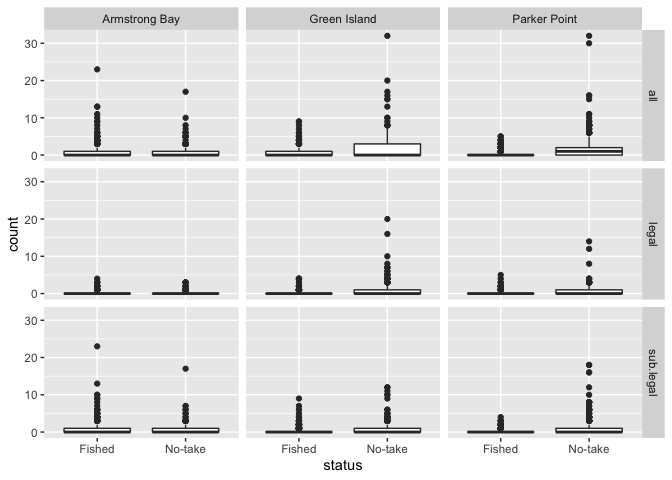 Armstrong Bay Green Island Parker Point
30
20
10
0
all
30
20
10
0
legal
30
20
10
0
sub.legal
count
Fished No-take Fished No-take Fished No-take
status